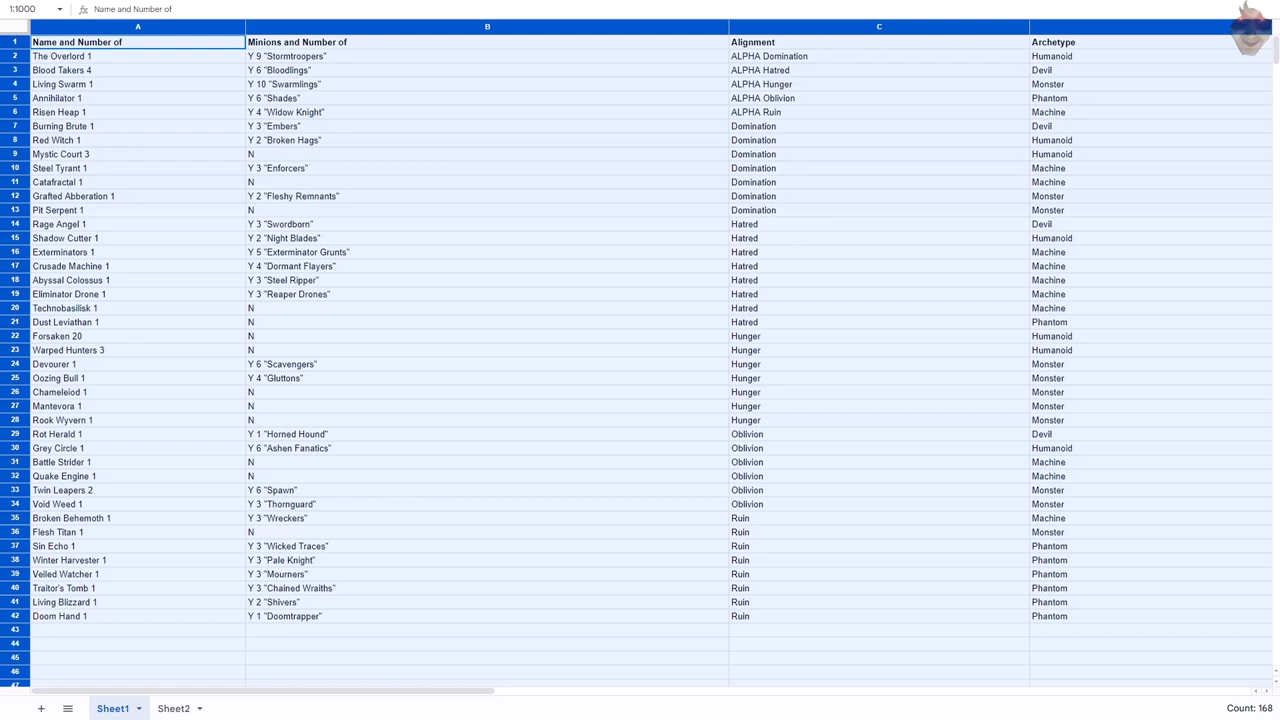 1:1000 fx Name and Number of
A B C
1 Name and Number of Minions and Number of Alignment Archetype
2 The Overlord 1 Y 9 "Stormtroopers" ALPHA Domination Humanoid
3 Blood Takers 4 Y 6 "Bloodlings" ALPHA Hatred Devil
4 Living Swarm 1 Y 10 "Swarmlings" ALPHA Hunger Monster
5 Annihilator 1 Y 6 "Shades" ALPHA Oblivion Phantom
6 Risen Heap 1 Y 4 "Widow Knight" ALPHA Ruin Machine
7 Burning Brute 1 Y 3 "Embers" Domination Devil
8 Red Witch 1 Y 2 "Broken Hags" Domination Humanoid
9 Mystic Court 3 N Domination Humanoid
10 Steel Tyrant 1 Y 3 "Enforcers" Domination Machine
11 Catafractal 1 N Domination Machine
12 Grafted Abberation 1 Y 2 "Fleshy Remnants" Domination Monster
13 Pit Serpent 1 N Domination Monster
14 Rage Angel 1 Y 3 "Swordborn" Hatred Devil
15 Shadow Cutter 1 Y 2 "Night Blades" Hatred Humanoid
16 Exterminators 1 Y 5 "Exterminator Grunts" Hatred Machine
17 Crusade Machine 1 Y 4 "Dormant Flayers" Hatred Machine
18 Abyssal Colossus 1 Y 3 "Steel Ripper" Hatred Machine
19 Eliminator Drone 1 Y 3 "Reaper Drones" Hatred Machine
20 Technobasilisk 1 N Hatred Machine
21 Dust Leviathan 1 N Hatred Phantom
22 Forsaken 20 N Hunger Humanoid
23 Warped Hunters 3 N Hunger Humanoid
24 Devourer 1 Y 6 "Scavengers" Hunger Monster
25 Oozing Bull 1 Y 4 "Gluttons" Hunger Monster
26 Chameleiod 1 N Hunger Monster
27 Mantevora 1 N Hunger Monster
28 Rook Wyvern 1 N Hunger Monster
29 Rot Herald 1 Y 1 "Horned Hound" Oblivion Devil
30 Grey Circle 1 Y 6 "Ashen Fanatics" Oblivion Humanoid
31 Battle Strider 1 N Oblivion Machine
32 Quake Engine 1 N Oblivion Machine
33 Twin Leapers 2 Y 6 "Spawn" Oblivion Monster
34 Void Weed 1 Y 3 "Thornguard" Oblivion Monster
35 Broken Behemoth 1 Y 3 "Wreckers" Ruin Machine
36 Flesh Titan 1 N Ruin Monster
37 Sin Echo 1 Y 3 "Wicked Traces" Ruin Phantom
38 Winter Harvester 1 Y 3 "Pale Knight" Ruin Phantom
39 Veiled Watcher 1 Y 3 "Mourners" Ruin Phantom
40 Traitor's Tomb 1 Y 3 "Chained Wraiths" Ruin Phantom
41 Living Blizzard 1 Y 2 "Shivers" Ruin Phantom
42 Doom Hand 1 Y 1 "Doomtrapper" Ruin Phantom
43
44
45
46
47
+ Sheet1 Sheet2 Count: 168